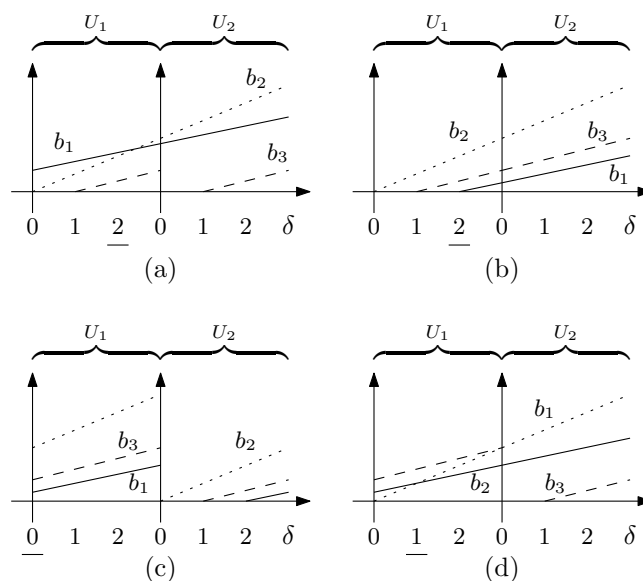 U₁ U₂ U₁ U₂
b₂
b₁ b₂ b₃
b₃ b₁
0 1 2 0 1 2 δ 0 1 2 0 1 2 δ
(a) (b)
U₁ U₂ U₁ U₂
b₁
b₃ b₂
b₁ b₂ b₃
0 1 2 0 1 2 δ 0 1 2 0 1 2 δ
(c) (d)